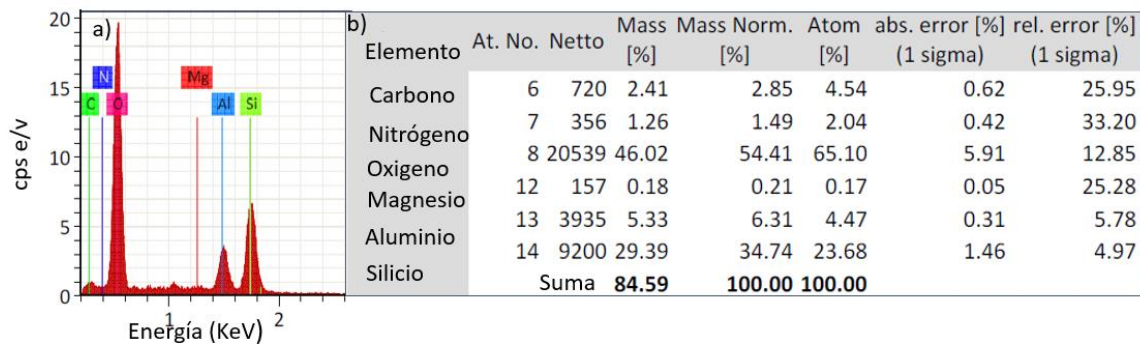 a)
20
15
10
5
0
cps e/v
N Mg
C O Al Si
1 2
Energía (KeV)
b)
Elemento At. No. Netto Mass [%] Mass Norm. [%] Atom [%] abs. error [%] (1 sigma) rel. error [%] (1 sigma)
Carbono 6 720 2.41 2.85 4.54 0.62 25.95
Nitrógeno 7 356 1.26 1.49 2.04 0.42 33.20
Oxigeno 8 20539 46.02 54.41 65.10 5.91 12.85
Magnesio 12 157 0.18 0.21 0.17 0.05 25.28
Aluminio 13 3935 5.33 6.31 4.47 0.31 5.78
Silicio 14 9200 29.39 34.74 23.68 1.46 4.97
Suma 84.59 100.00 100.00